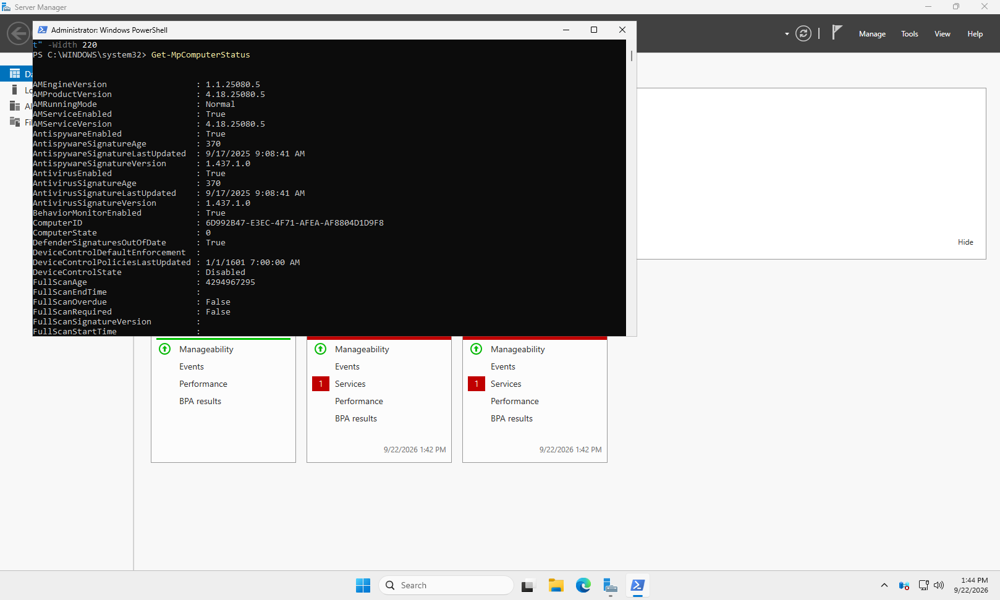 Server Manager
Administrator: Windows PowerShell
Manage Tools View Help
t" -Width 220
PS C:\WINDOWS\system32> Get-MpComputerStatus
AMEngineVersion : 1.1.25080.5
AMProductVersion : 4.18.25080.5
AMRunningMode : Normal
AMServiceEnabled : True
AMServiceVersion : 4.18.25080.5
AntispywareEnabled : True
AntispywareSignatureAge : 370
AntispywareSignatureLastUpdated : 9/17/2025 9:08:41 AM
AntispywareSignatureVersion : 1.437.1.0
AntivirusEnabled : True
AntivirusSignatureAge : 370
AntivirusSignatureLastUpdated : 9/17/2025 9:08:41 AM
AntivirusSignatureVersion : 1.437.1.0
BehaviorMonitorEnabled : True
ComputerID : 6D992B47-E3EC-4F71-AFEA-AF8804D1D9F8
ComputerState : 0
DefenderSignaturesOutOfDate : True
DeviceControlDefaultEnforcement :
DeviceControlPoliciesLastUpdated : 1/1/1601 7:00:00 AM
DeviceControlState : Disabled
FullScanAge : 4294967295
FullScanEndTime :
FullScanOverdue : False
FullScanRequired : False
FullScanSignatureVersion :
FullScanStartTime :
Da
Lo
Al
Fil
Hide
Manageability
Events
Performance
BPA results
Manageability
Events
1 Services
Performance
BPA results
9/22/2026 1:42 PM
Manageability
Events
1 Services
Performance
BPA results
9/22/2026 1:42 PM
Search
1:44 PM
9/22/2026